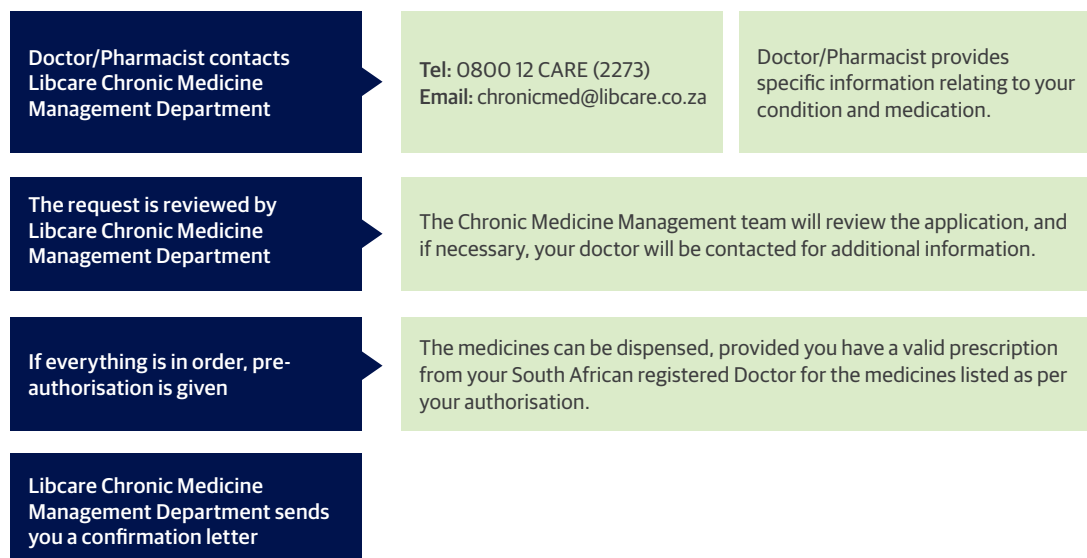 Doctor/Pharmacist contacts
Libcare Chronic Medicine
Management Department
Tel: 0800 12 CARE (2273)
Email: chronicmed@libcare.co.za
Doctor/Pharmacist provides
specific information relating to your
condition and medication.
The request is reviewed by
Libcare Chronic Medicine
Management Department
The Chronic Medicine Management team will review the application, and
if necessary, your doctor will be contacted for additional information.
If everything is in order, pre-
authorisation is given
The medicines can be dispensed, provided you have a valid prescription
from your South African registered Doctor for the medicines listed as per
your authorisation.
Libcare Chronic Medicine
Management Department sends
you a confirmation letter